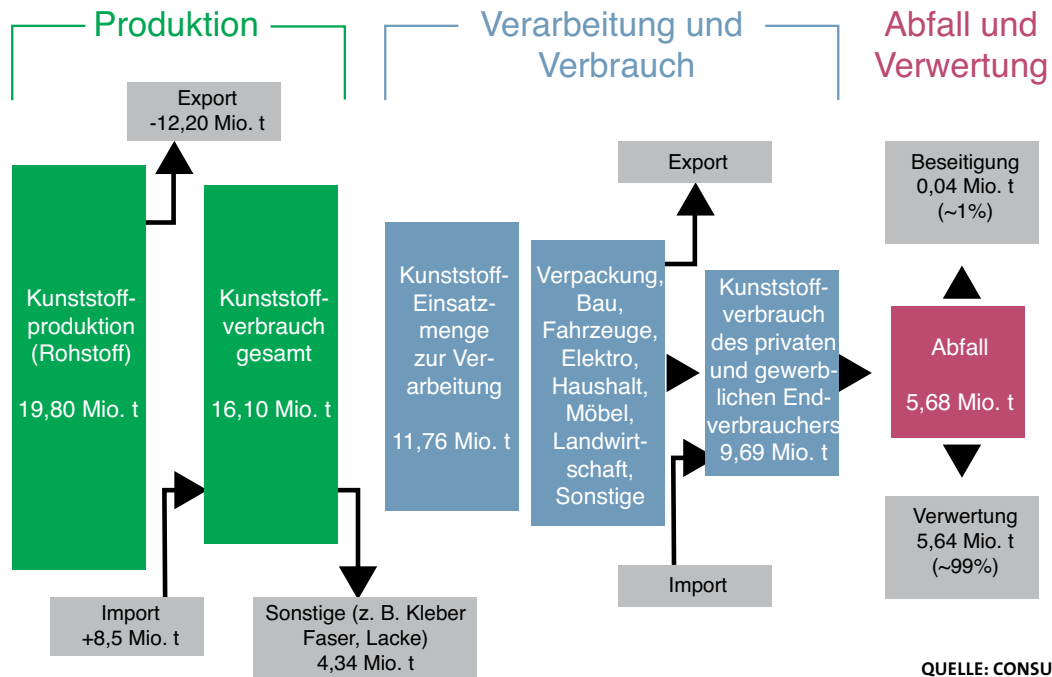 Produktion
Export
-12,20 Mio. t
Kunststoff-
produktion
(Rohstoff)
19,80 Mio. t
Kunststoff-
verbrauch
gesamt
16,10 Mio. t
Import
+8,5 Mio. t
Sonstige (z. B. Kleber
Faser, Lacke)
4,34 Mio. t
Verarbeitung und
Verbrauch
Kunststoff-
Einsatz-
menge
zur Ver-
arbeitung
11,76 Mio. t
Verpackung,
Bau,
Fahrzeuge,
Elektro,
Haushalt,
Möbel,
Landwirt-
schaft,
Sonstige
Export
Import
Kunststoff-
verbrauch
des privaten
und gewerb-
lichen End-
verbrauchers
9,69 Mio. t
Abfall und
Verwertung
Beseitigung
0,04 Mio. t
(~1%)
Abfall
5,68 Mio. t
Verwertung
5,64 Mio. t
(~99%)
QUELLE: CONSU